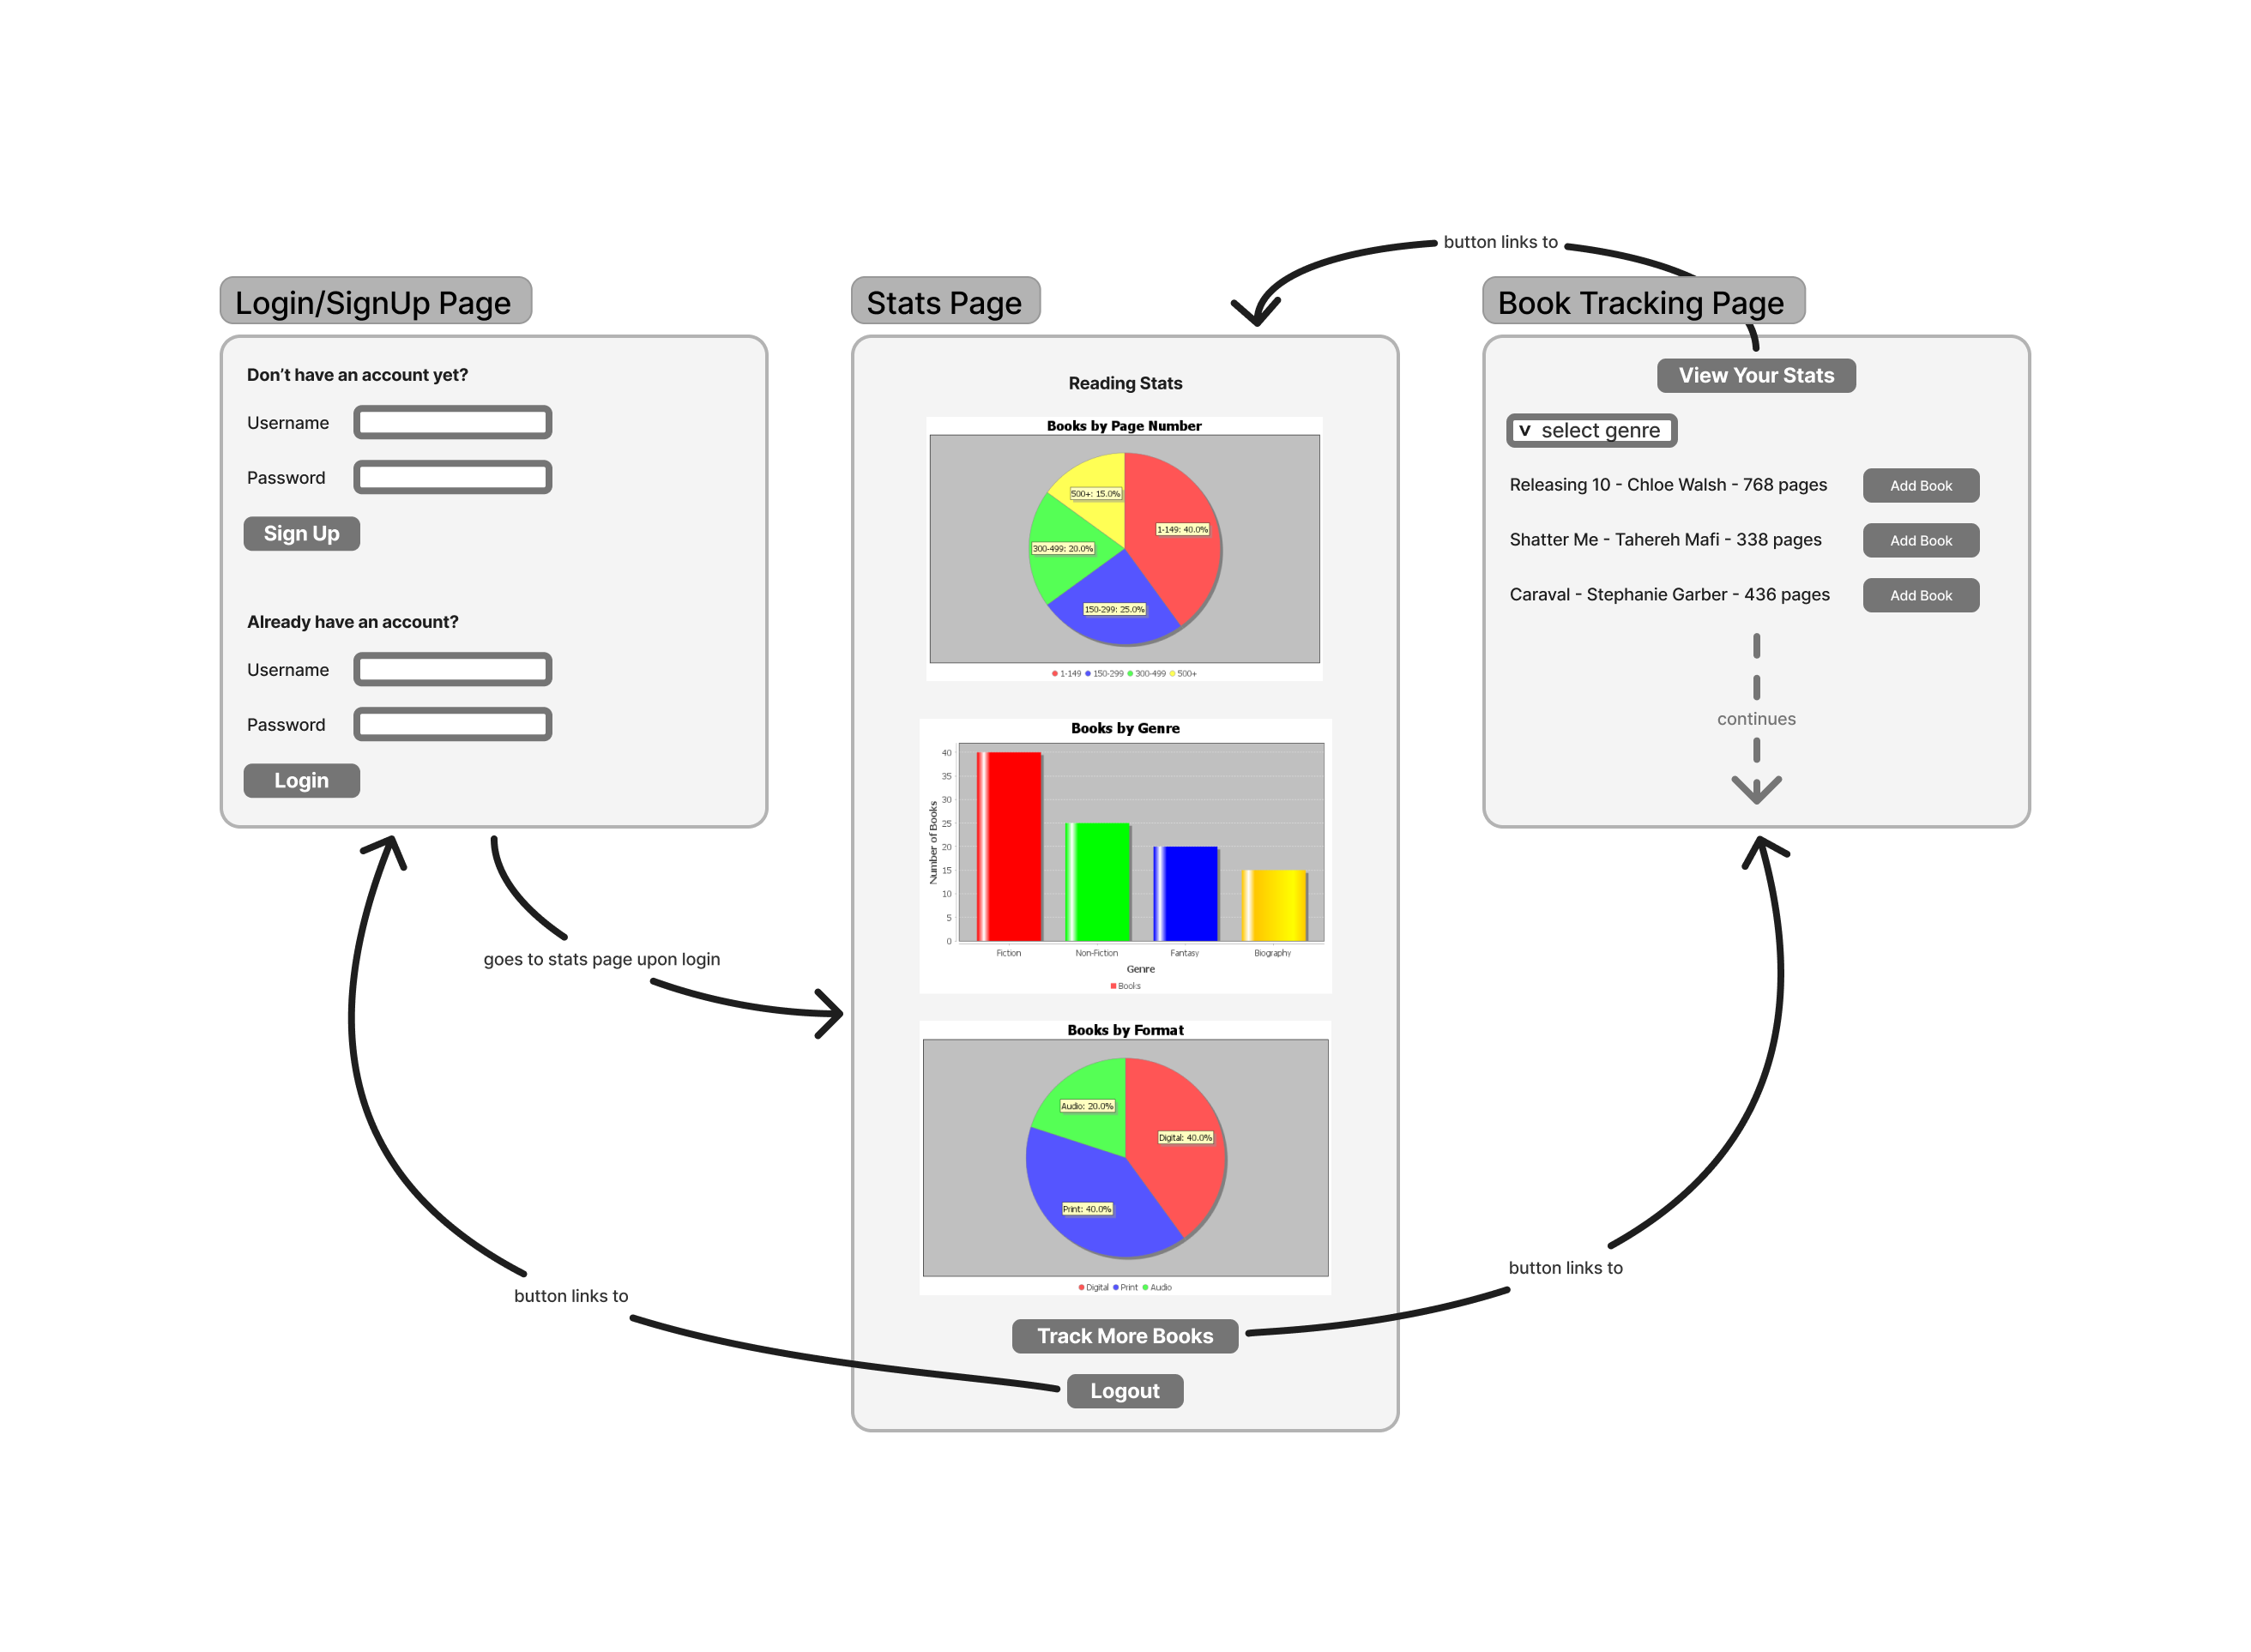 button links to
Login/SignUp Page
Don't have an account yet?
Username
Password
Sign Up
Already have an account?
Username
Password
Login
goes to stats page upon login
button links to
Stats Page
Reading Stats
Books by Page Number
500+: 15.0%
1-149: 40.0%
300-499: 20.0%
150-299: 25.0%
1-149 150-299 300-499 500+
Books by Genre
Number of Books
40
35
30
25
20
15
10
5
0
Fiction Non-Fiction Fantasy Biography
Genre
Books
Books by Format
Audio: 20.0%
Digital: 40.0%
Print: 40.0%
Digital Print Audio
Track More Books
Logout
button links to
Book Tracking Page
View Your Stats
v select genre
Releasing 10 - Chloe Walsh - 768 pages Add Book
Shatter Me - Tahereh Mafi - 338 pages Add Book
Caraval - Stephanie Garber - 436 pages Add Book
continues